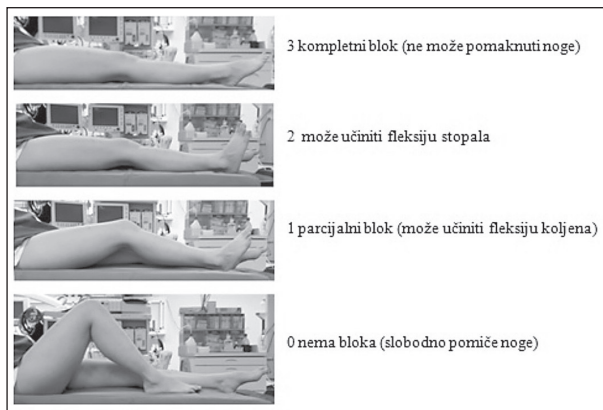 3 kompletni blok (ne može pomaknuti noge)
2 može učiniti fleksiju stopala
1 parcijalni blok (može učiniti fleksiju koljena)
0 nema bloka (slobodno pomiče noge)